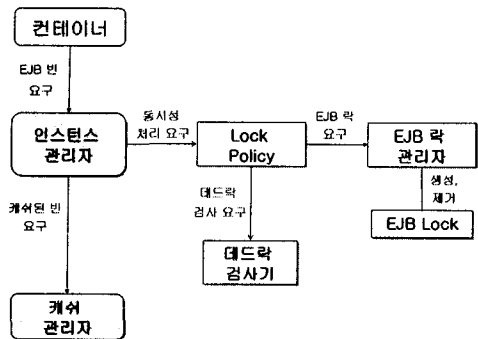 컨테이너
EJB 빈
요구
인스턴스
관리자
동시성
처리 요구
Lock
Policy
EJB 락
요구
EJB 락
관리자
생성,
제거
EJB Lock
데드락
검사 요구
데드락
검사기
캐쉬된 빈
요구
캐쉬
관리자